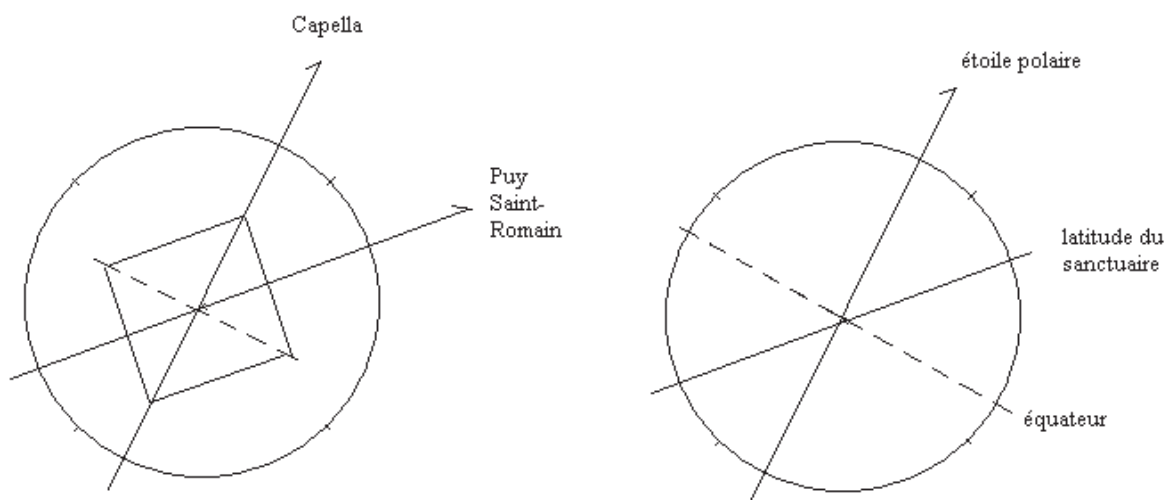 Capella
Puy
Saint-
Romain
étoile polaire
latitude du
sanctuaire
équateur